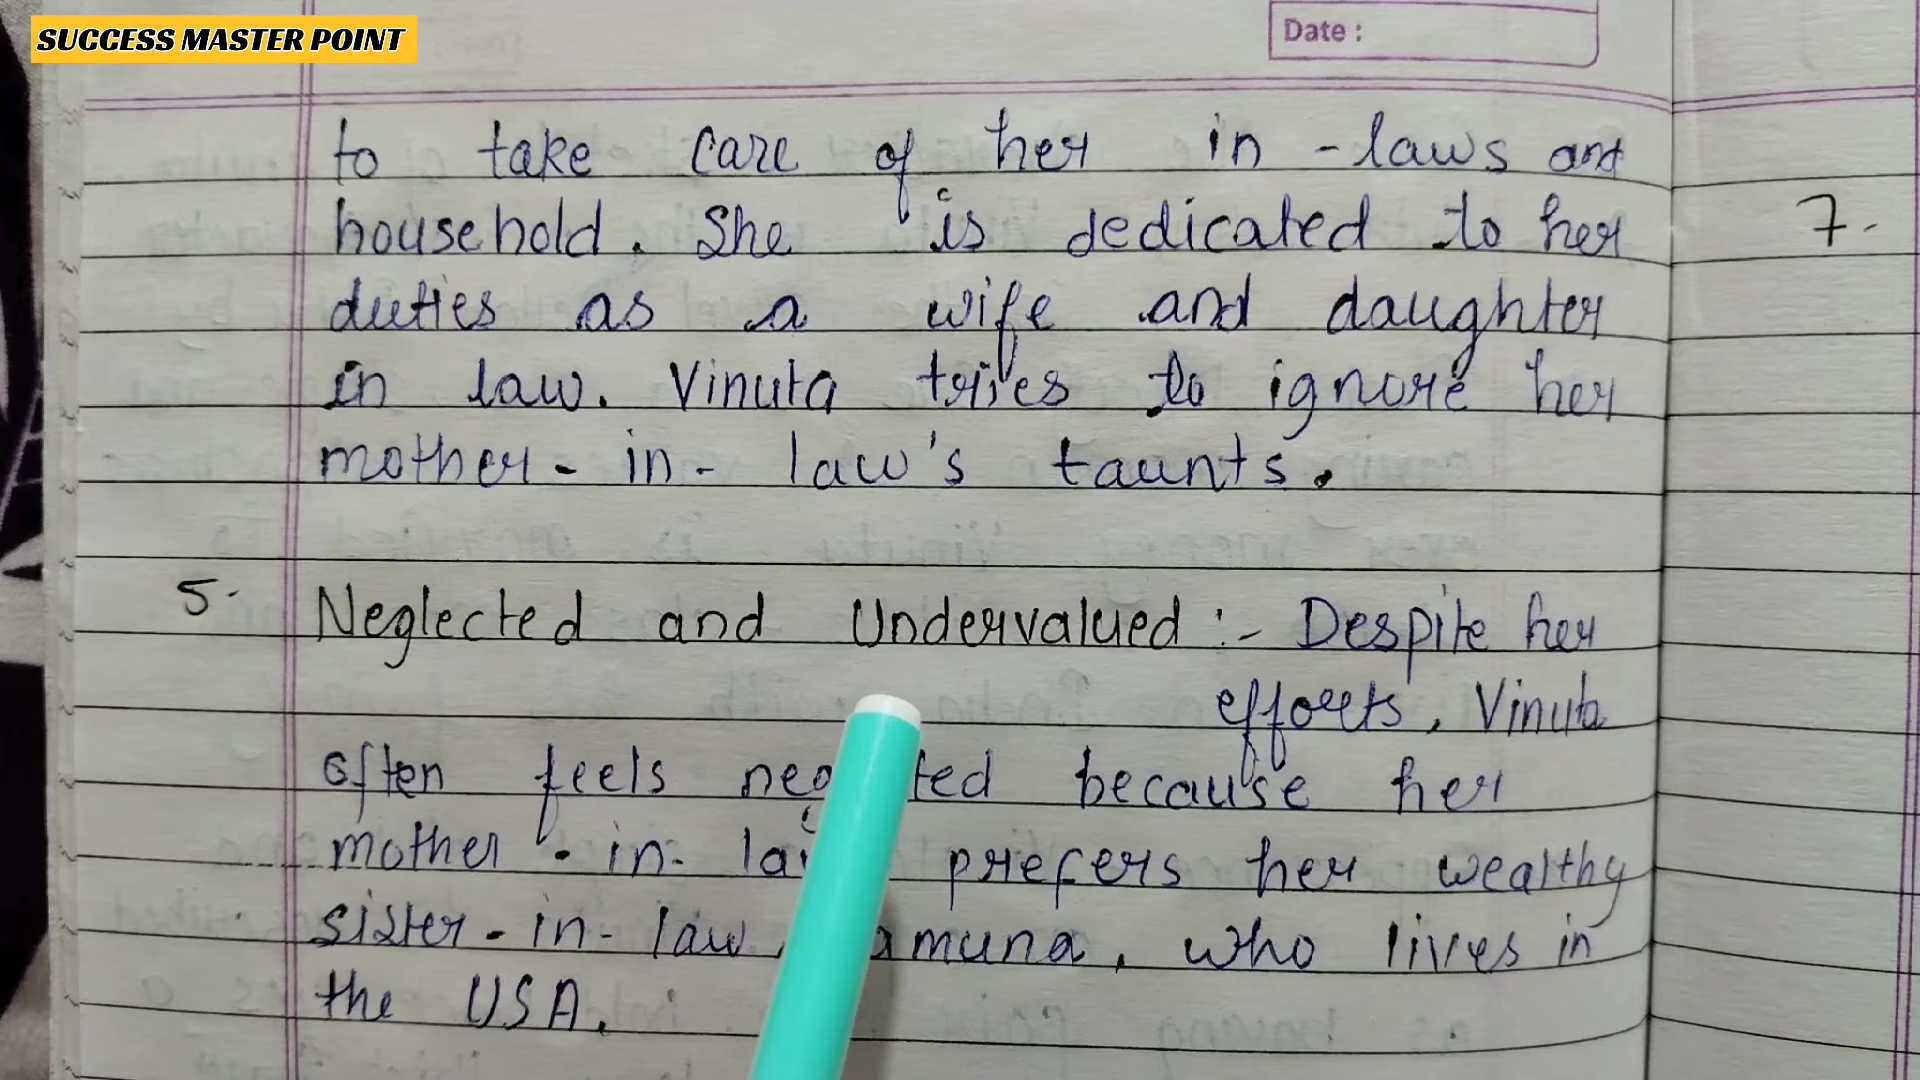 SUCCESS MASTER POINT
Date :
to take care of her in - laws and
household. She is dedicated to her
duties as a wife and daughter
in law. Vinuta tries to ignore her
mother - in - law's taunts.
7.
5. Neglected and Undervalued :- Despite her
efforts, Vinuta
often feels because her
mother - in - prefers her wealthy
sister - in - law, who lives in
the USA.